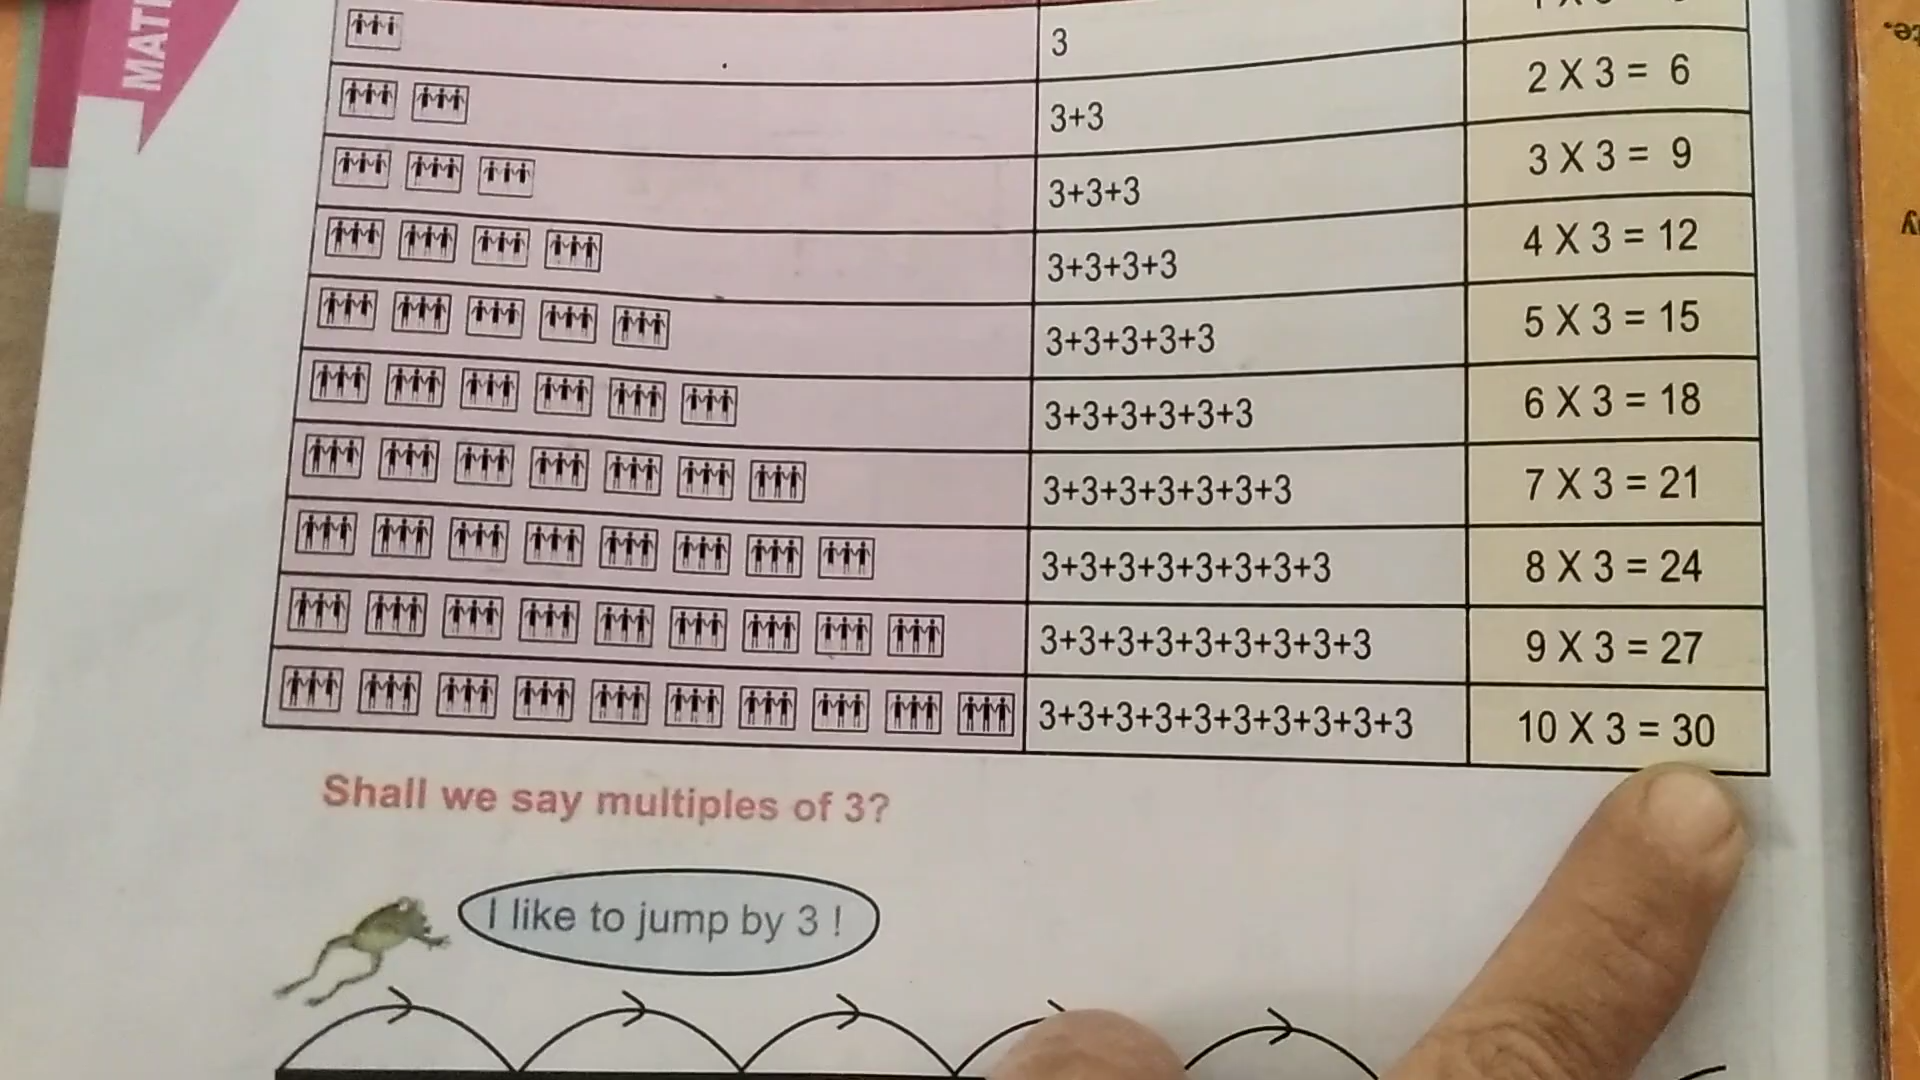 MATH
3
3+3
2 X 3 = 6
3+3+3
3 X 3 = 9
3+3+3+3
4 X 3 = 12
3+3+3+3+3
5 X 3 = 15
3+3+3+3+3+3
6 X 3 = 18
3+3+3+3+3+3+3
7 X 3 = 21
3+3+3+3+3+3+3+3
8 X 3 = 24
3+3+3+3+3+3+3+3+3
9 X 3 = 27
3+3+3+3+3+3+3+3+3+3
10 X 3 = 30
Shall we say multiples of 3?
I like to jump by 3 !